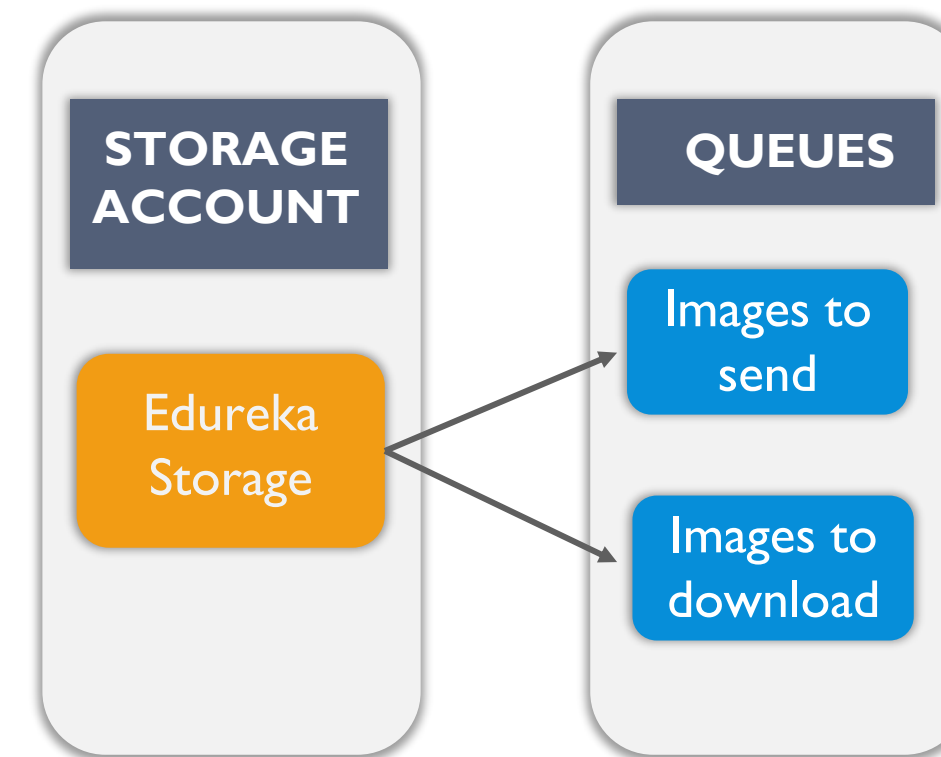 STORAGE
ACCOUNT
Edureka
Storage
QUEUES
Images to
send
Images to
download